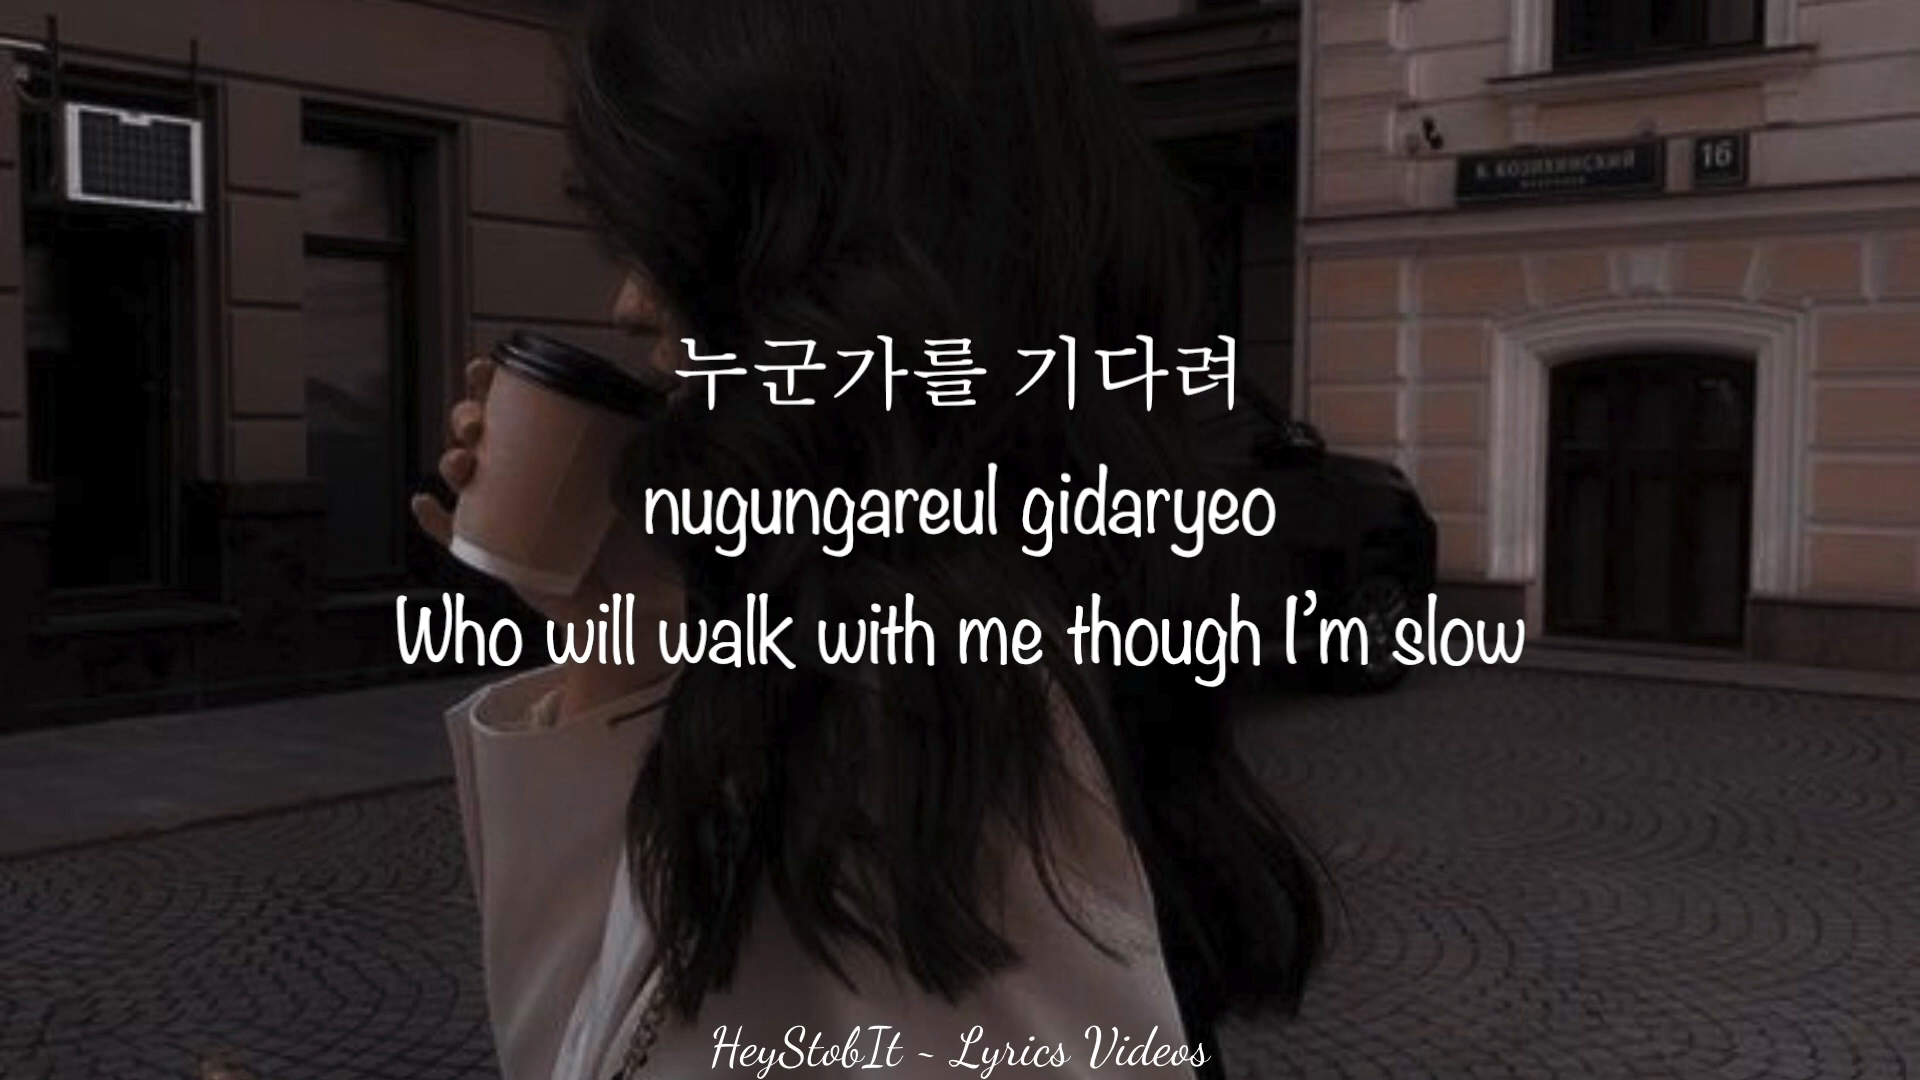 Б. КОЗИХИНСКИЙ
16
누군가를 기다려
nugungareul gidaryeo
Who will walk with me though I'm slow
HeyStobIt ~ Lyrics Videos